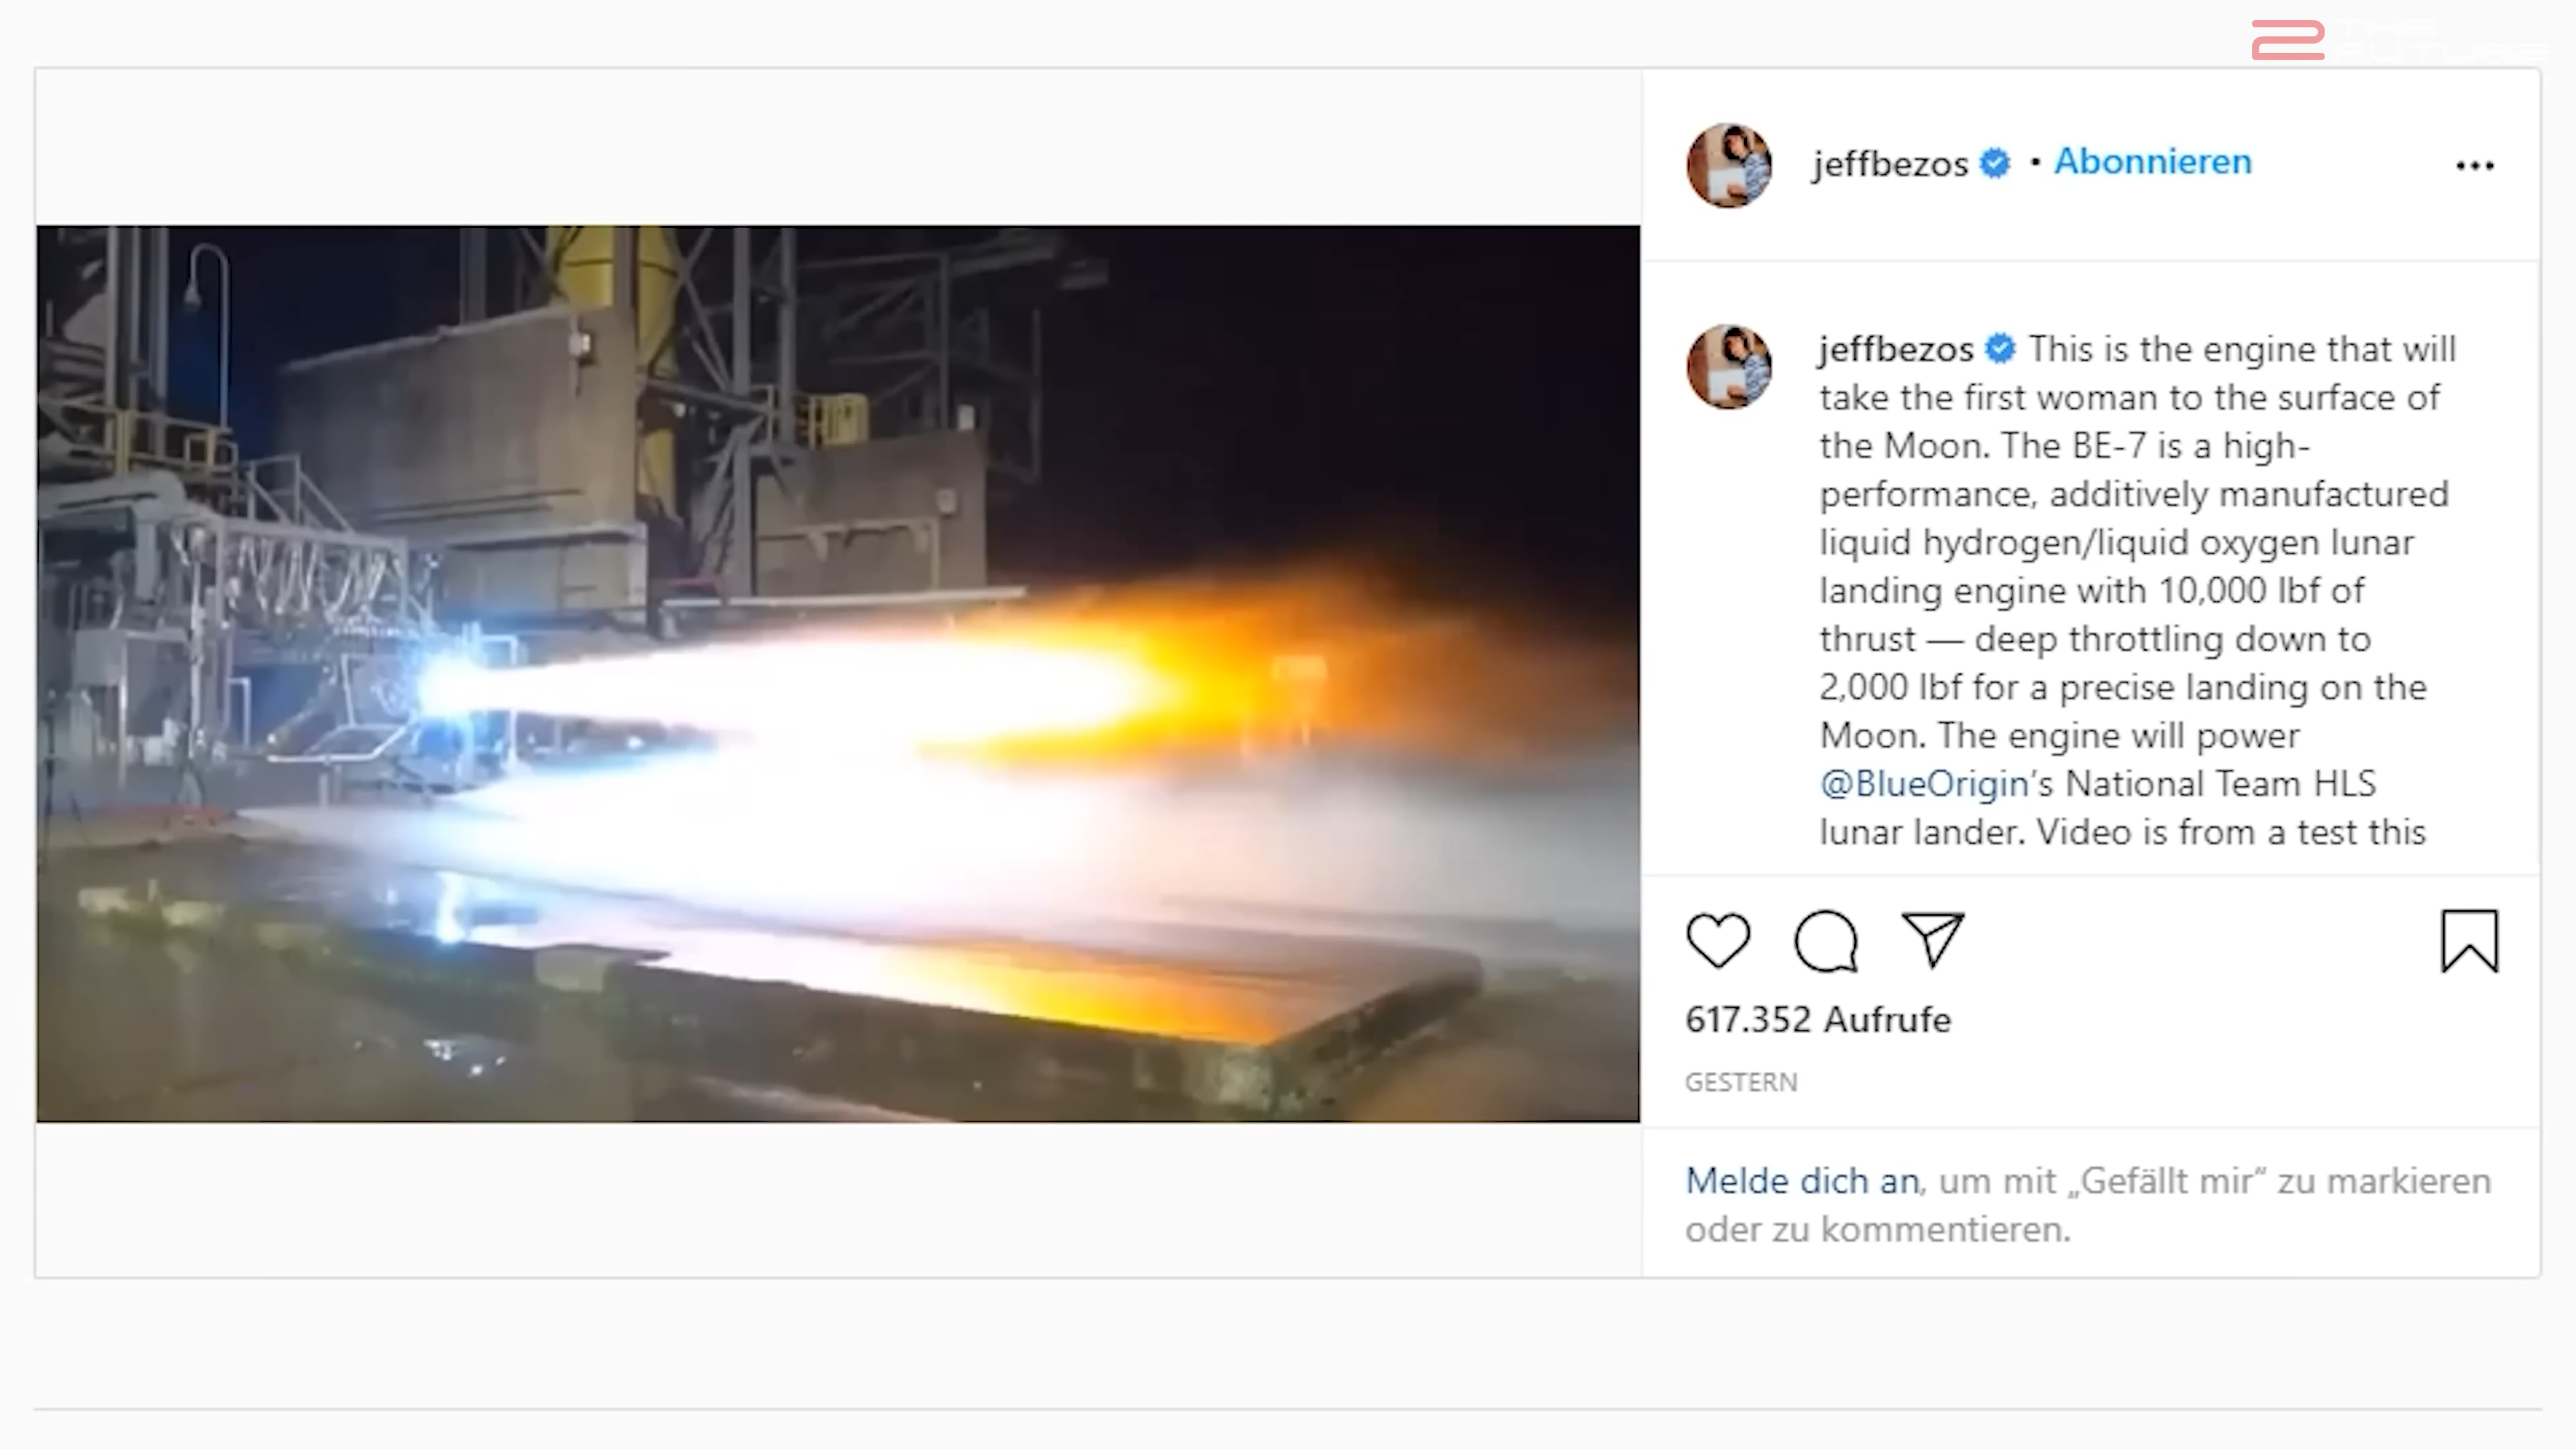 2 THE FUTURE
jeffbezos • Abonnieren
jeffbezos This is the engine that will
take the first woman to the surface of
the Moon. The BE-7 is a high-
performance, additively manufactured
liquid hydrogen/liquid oxygen lunar
landing engine with 10,000 lbf of
thrust — deep throttling down to
2,000 lbf for a precise landing on the
Moon. The engine will power
@BlueOrigin’s National Team HLS
lunar lander. Video is from a test this
617.352 Aufrufe
GESTERN
Melde dich an, um mit „Gefällt mir“ zu markieren
oder zu kommentieren.